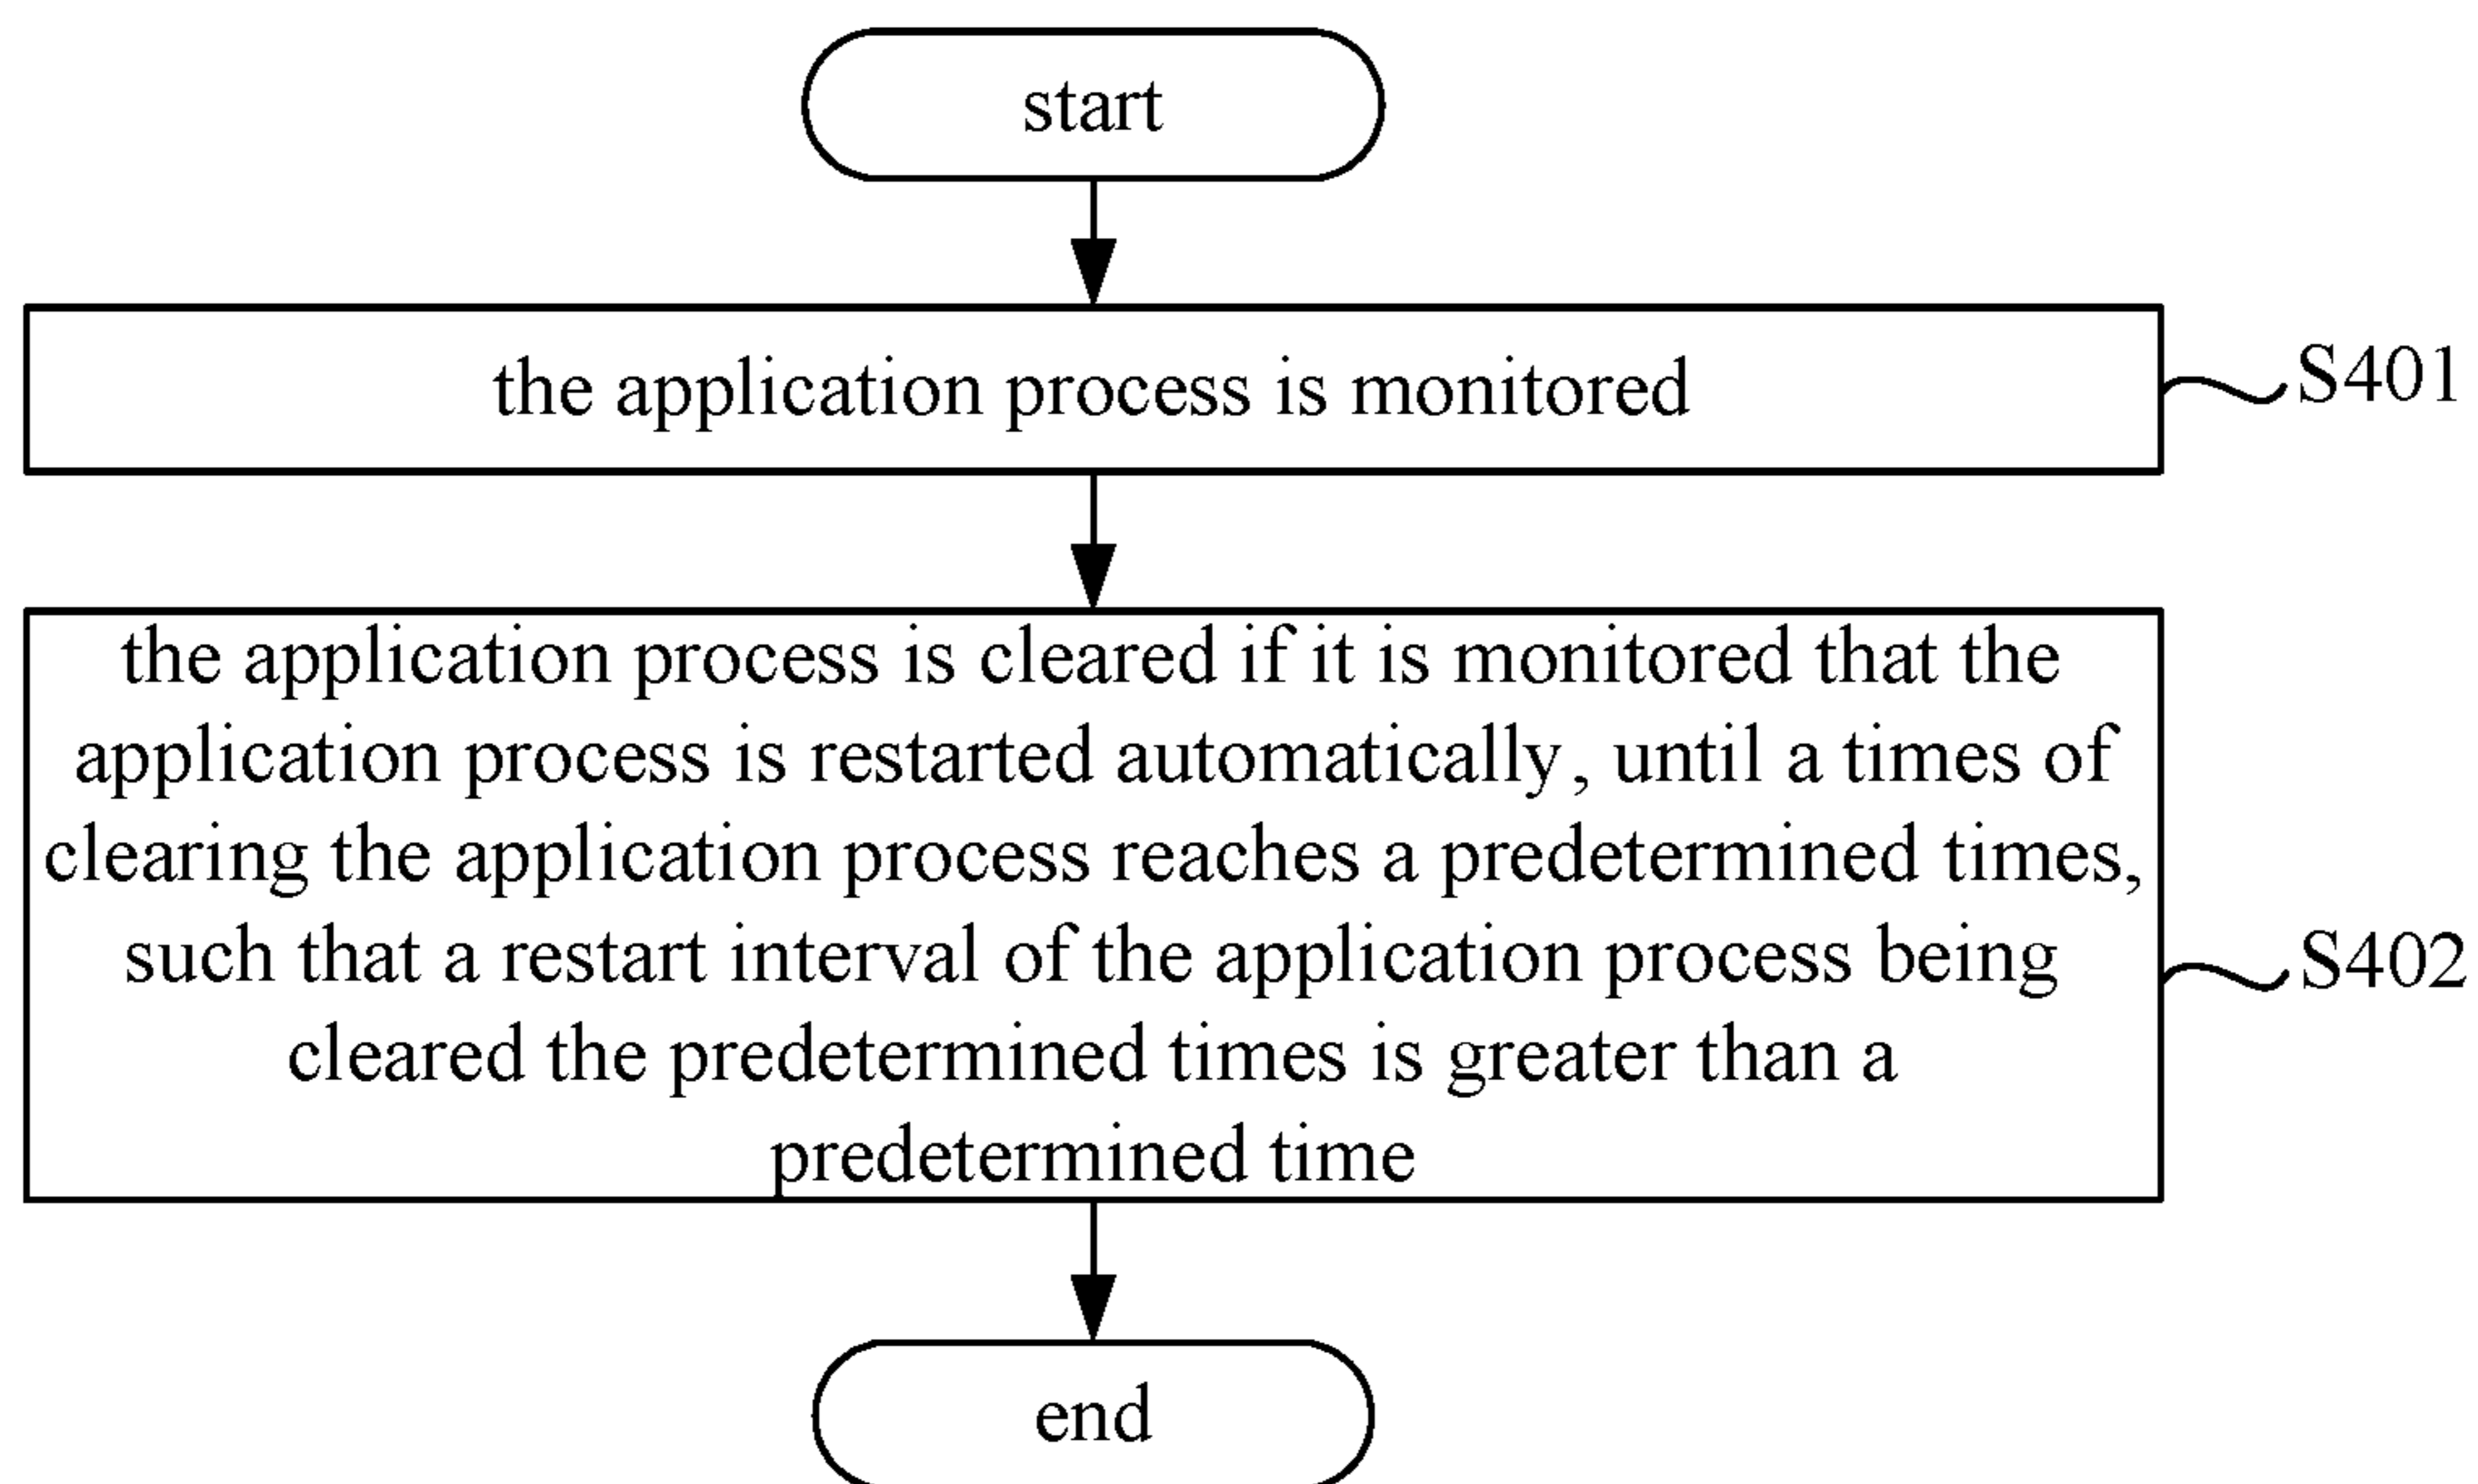 start
the application process is monitored
S401
the application process is cleared if it is monitored that the
application process is restarted automatically, until a times of
clearing the application process reaches a predetermined times,
such that a restart interval of the application process being
cleared the predetermined times is greater than a
predetermined time
S402
end